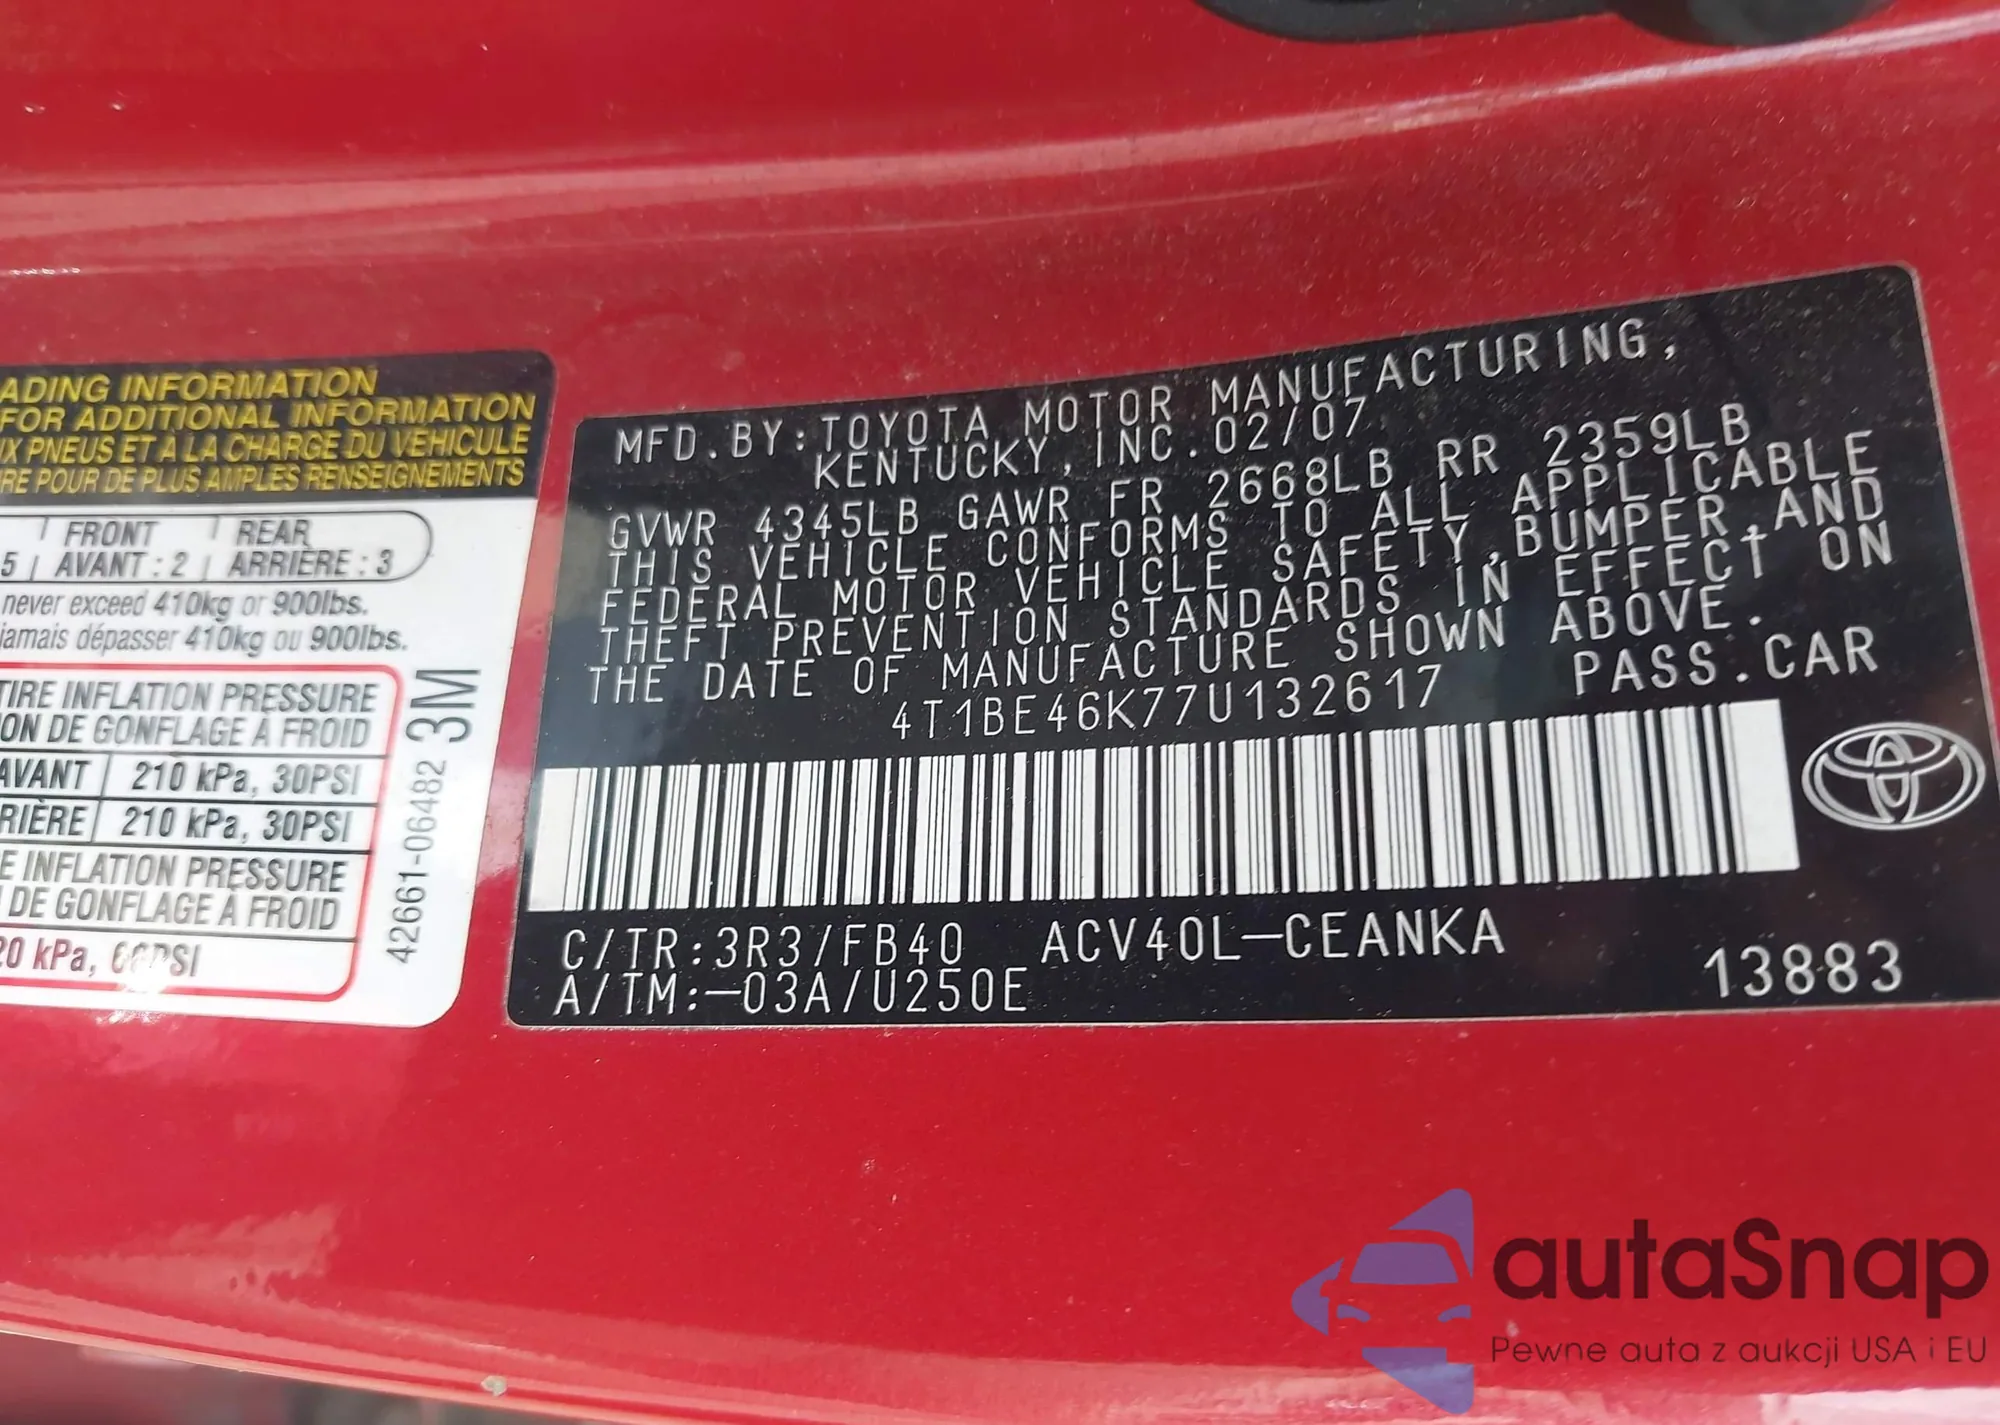 ADING INFORMATION
FOR ADDITIONAL INFORMATION
X PNEUS ET À LA CHARGE DU VÉHICULE
RE POUR DE PLUS AMPLES RENSEIGNEMENTS
FRONT REAR
5 AVANT : 2 ARRIÈRE : 3
never exceed 410kg or 900lbs.
jamais dépasser 410kg ou 900lbs.
TIRE INFLATION PRESSURE
ON DE GONFLAGE À FROID
AVANT 210 kPa, 30PSI
RIÈRE 210 kPa, 30PSI
E INFLATION PRESSURE
DE GONFLAGE À FROID
20 kPa, 60PSI
42661-06482 3M
MFD. BY: TOYOTA MOTOR MANUFACTURING,
KENTUCKY, INC. 02/07
GVWR 4345LB GAWR FR 2668LB RR 2359LB
THIS VEHICLE CONFORMS TO ALL APPLICABLE
FEDERAL MOTOR VEHICLE SAFETY, BUMPER, AND
THEFT PREVENTION STANDARDS IN EFFECT ON
THE DATE OF MANUFACTURE SHOWN ABOVE.
4T1BE46K77U132617 PASS. CAR
C/TR:3R3/FB40 ACV40L-CEANKA
A/TM:-03A/U250E 13883
autaSnap
Pewne auta z aukcji USA i EU